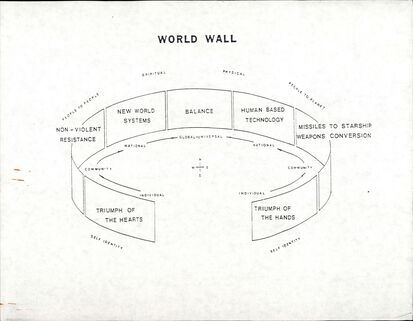 WORLD WALL
SPIRITUAL
PHYSICAL
PEOPLE TO PEOPLE
PEOPLE TO PLANET
NON-VIOLENT
RESISTANCE
NEW WORLD
SYSTEMS
BALANCE
HUMAN BASED
TECHNOLOGY
MISSILES TO STARSHIP
WEAPONS CONVERSION
NATIONAL
GLOBAL/UNIVERSAL
NATIONAL
COMMUNITY
COMMUNITY
INDIVIDUAL
INDIVIDUAL
TRIUMPH OF
THE HEARTS
TRIUMPH OF
THE HANDS
SELF IDENTITY
SELF IDENTITY